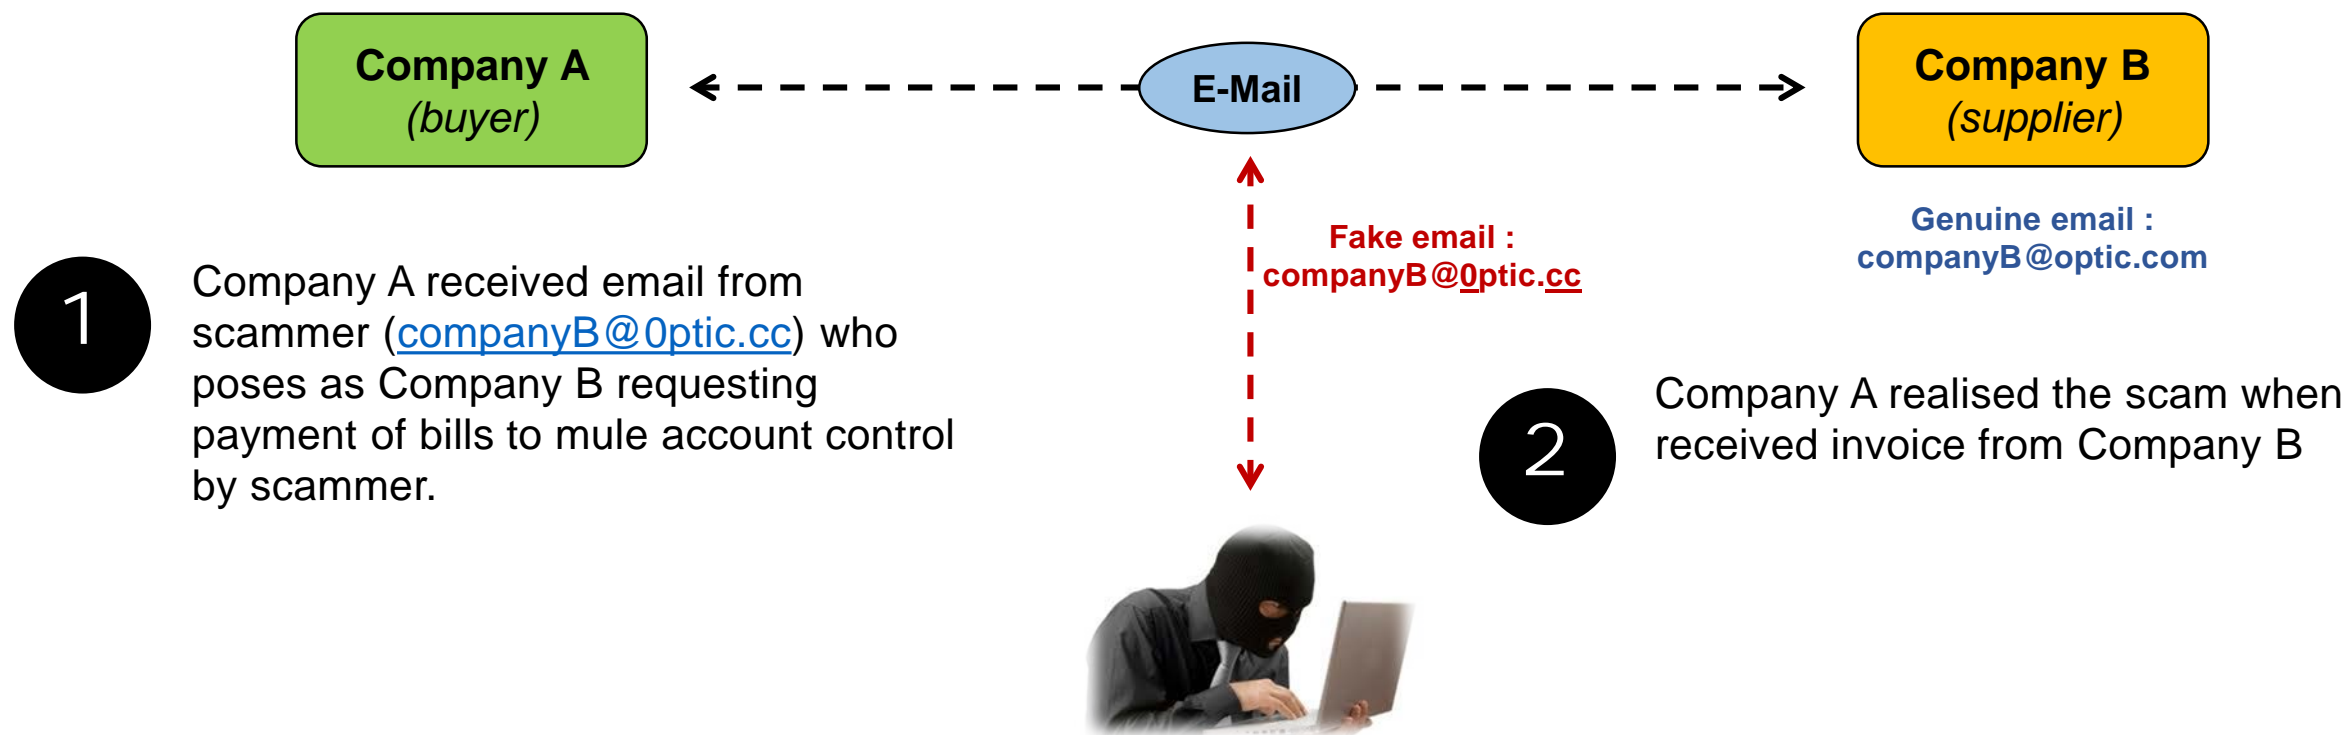 Company A
(buyer)
E-Mail
Company B
(supplier)
Fake email :
companyB@0ptic.cc
Genuine email :
companyB@optic.com
1
Company A received email from
scammer (companyB@0ptic.cc) who
poses as Company B requesting
payment of bills to mule account control
by scammer.
2
Company A realised the scam when
received invoice from Company B